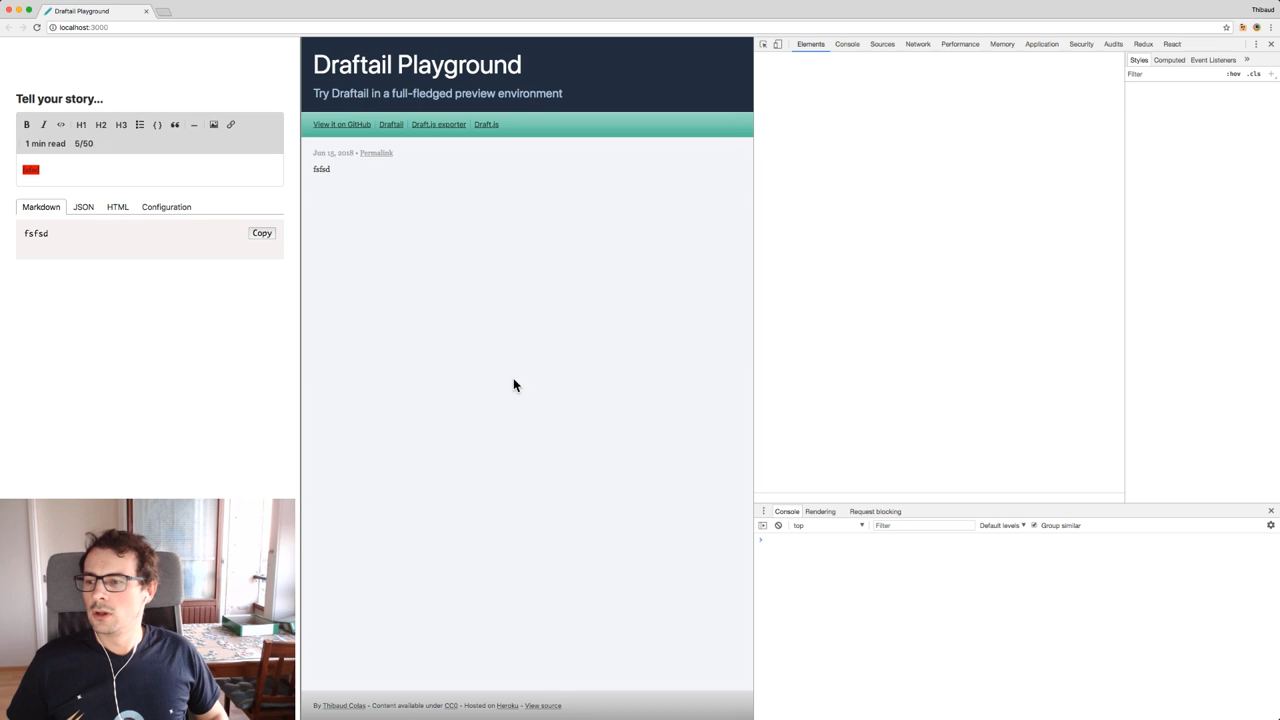 Draftail Playground
Thibaud
localhost:3000
Tell your story...
B I H1 H2 H3 { }
1 min read 5/50
Markdown JSON HTML Configuration
fsfsd
Copy
Draftail Playground
Try Draftail in a full-fledged preview environment
View it on GitHub Draftail Draft.js exporter Draft.js
Jun 15, 2018 • Permalink
fsfsd
By Thibaud Colas - Content available under CC0 - Hosted on Heroku - View source
Elements Console Sources Network Performance Memory Application Security Audits Redux React
Styles Computed Event Listeners »
Filter :hov .cls +
Console Rendering Request blocking
top Filter Default levels Group similar